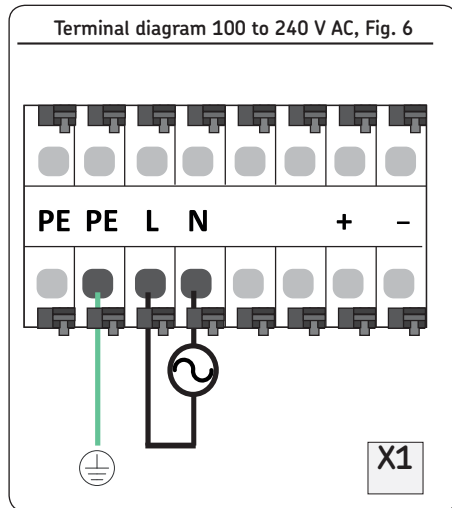 Terminal diagram 100 to 240 V AC, Fig. 6
PE PE L N + –
X1